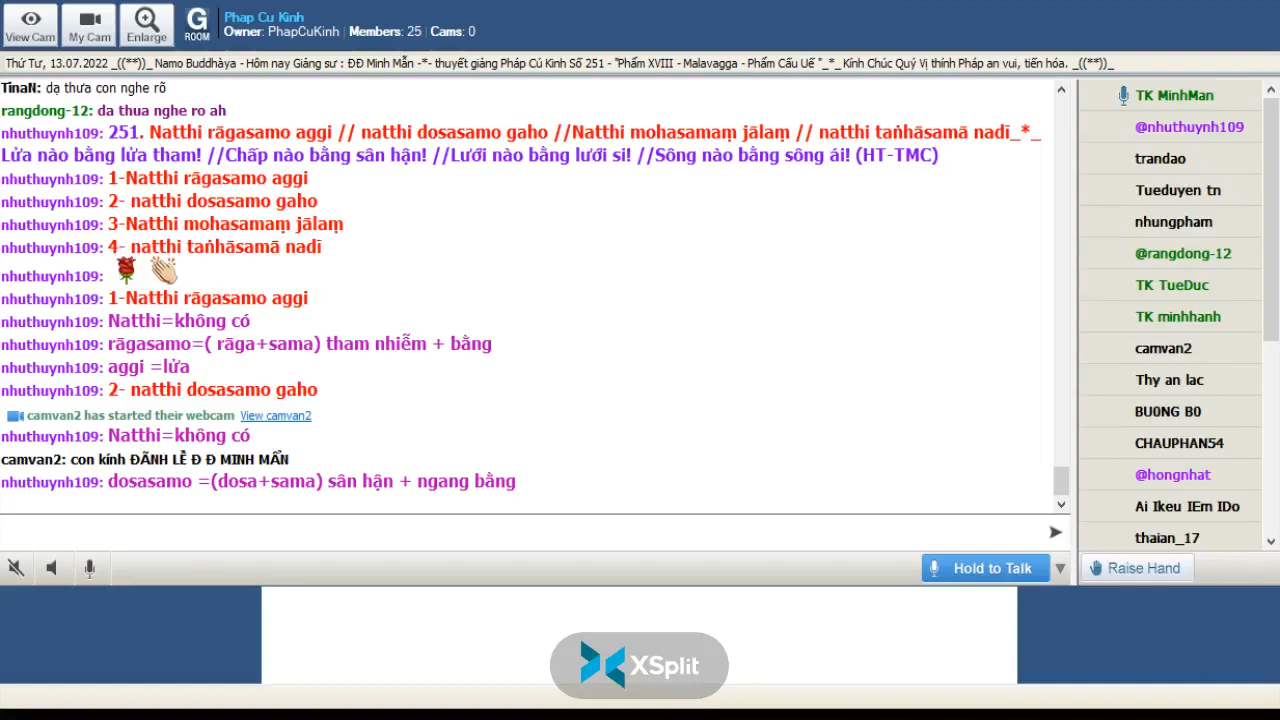 View Cam
My Cam
Enlarge
G
ROOM
Phap Cu Kinh
Owner: PhapCuKinh | Members: 25 | Cams: 0
Thứ Tư, 13.07.2022 _((**))_ Namo Buddhàya - Hôm nay Giảng sư : ĐĐ Minh Mẫn -*- thuyết giảng Pháp Cú Kinh Số 251 - "Phẩm XVIII - Malavagga - Phẩm Cấu Uế "_*_ Kính Chúc Quý Vị thính Pháp an vui, tiến hóa. _((**))_
TinaN: dạ thưa con nghe rõ
rangdong-12: da thua nghe ro ah
nhuthuynh109: 251. Natthi rāgasamo aggi // natthi dosasamo gaho //Natthi mohasamaṃ jālaṃ // natthi taṅhāsamā nadī_*_
Lửa nào bằng lửa tham! //Chấp nào bằng sân hận! //Lưới nào bằng lưới si! //Sông nào bằng sông ái! (HT-TMC)
nhuthuynh109: 1-Natthi rāgasamo aggi
nhuthuynh109: 2- natthi dosasamo gaho
nhuthuynh109: 3-Natthi mohasamaṃ jālaṃ
nhuthuynh109: 4- natthi taṅhāsamā nadī
nhuthuynh109:
nhuthuynh109: 1-Natthi rāgasamo aggi
nhuthuynh109: Natthi=không có
nhuthuynh109: rāgasamo=( rāga+sama) tham nhiễm + bằng
nhuthuynh109: aggi =lửa
nhuthuynh109: 2- natthi dosasamo gaho
camvan2 has started their webcam View camvan2
nhuthuynh109: Natthi=không có
camvan2: con kính ĐÃNH LỄ Đ Đ MINH MẪN
nhuthuynh109: dosasamo =(dosa+sama) sân hận + ngang bằng
Hold to Talk
TK MinhMan
@nhuthuynh109
trandao
Tueduyen tn
nhungpham
@rangdong-12
TK TueDuc
TK minhhanh
camvan2
Thy an lac
BU0NG B0
CHAUPHAN54
@hongnhat
Ai Ikeu IEm IDo
thaian_17
Raise Hand
XSplit